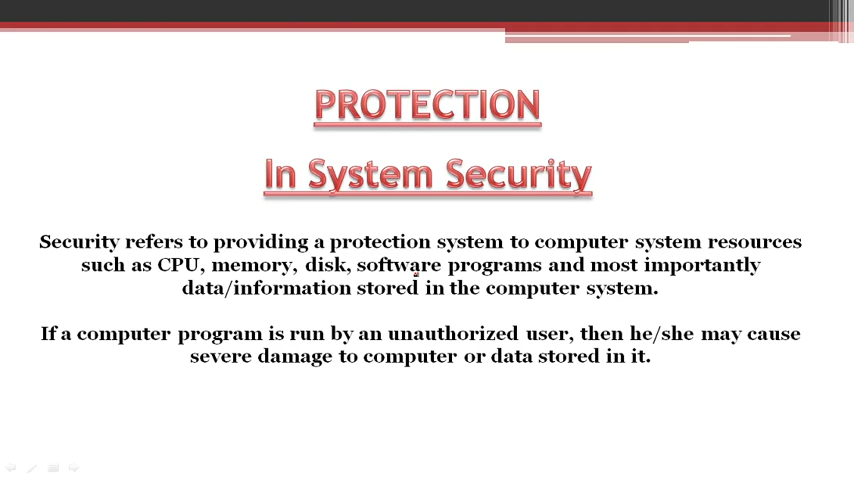 PROTECTION
In System Security
Security refers to providing a protection system to computer system resources
such as CPU, memory, disk, software programs and most importantly
data/information stored in the computer system.
If a computer program is run by an unauthorized user, then he/she may cause
severe damage to computer or data stored in it.